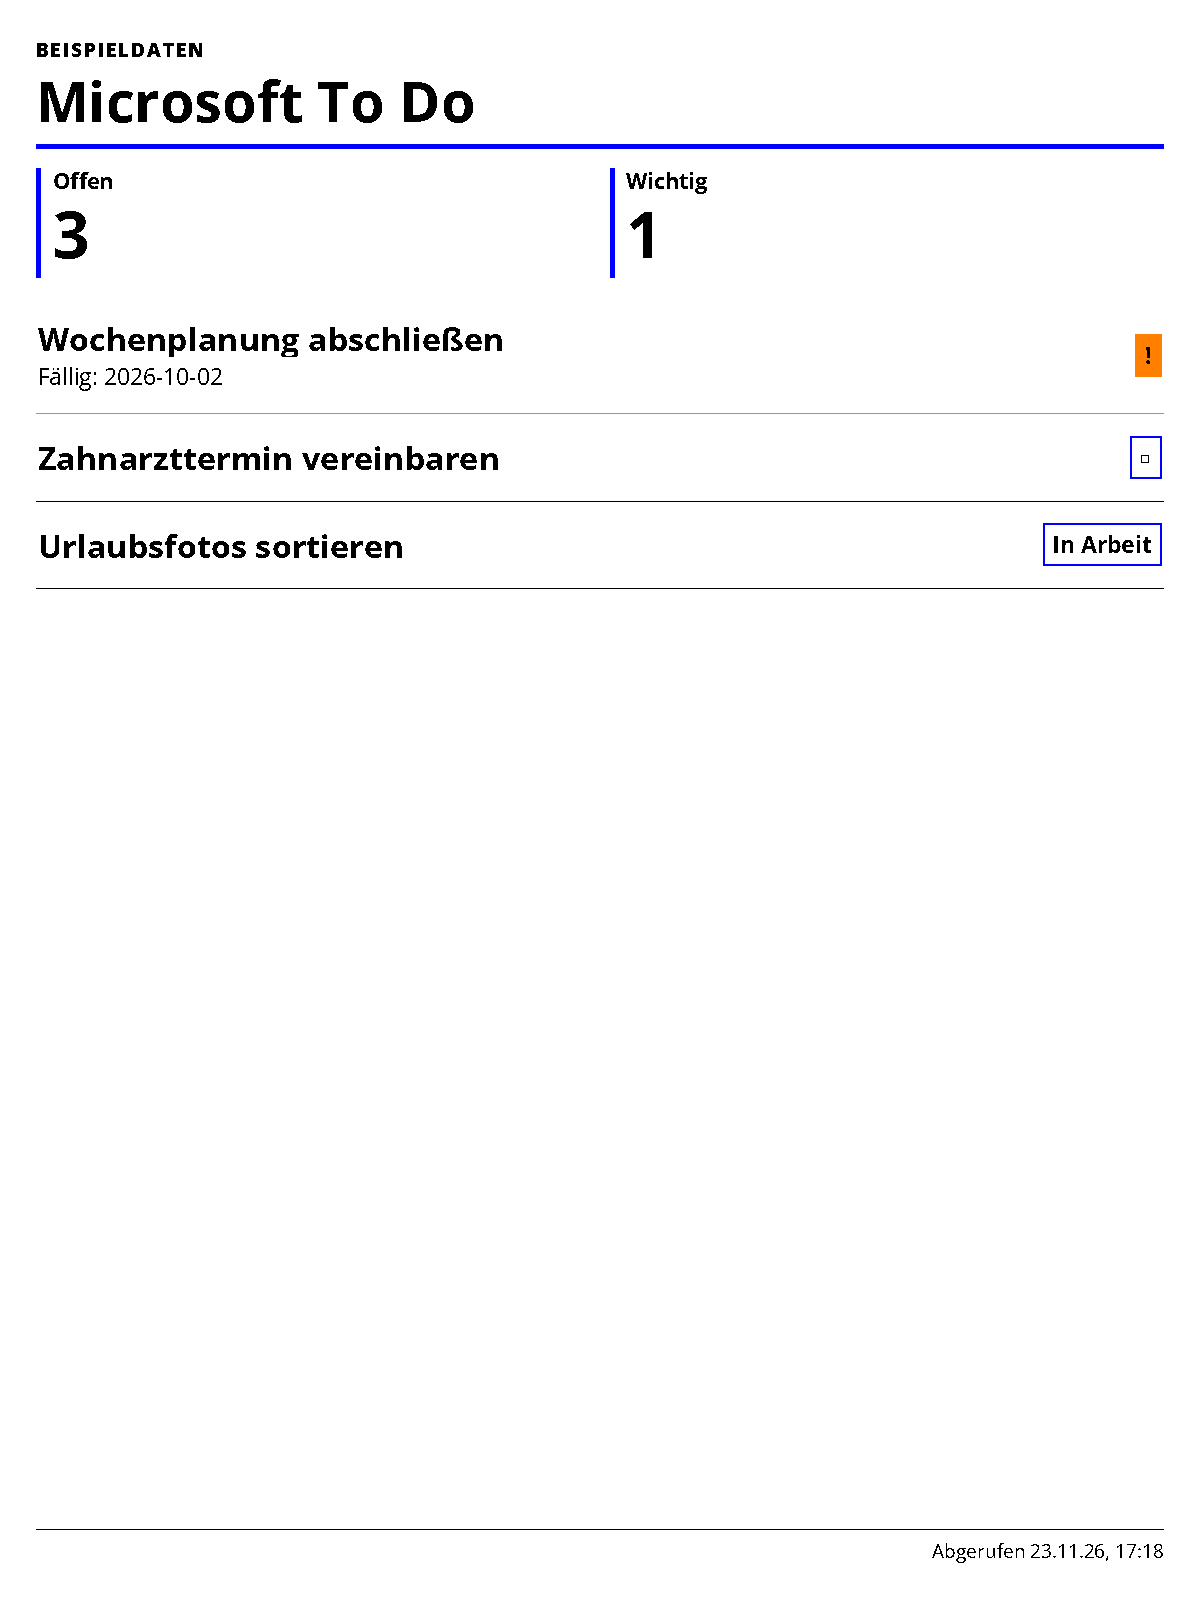 BEISPIELDATEN
Microsoft To Do
Offen
3
Wichtig
1
Wochenplanung abschließen
Fällig: 2026-10-02
!
Zahnarzttermin vereinbaren
Urlaubsfotos sortieren
In Arbeit
Abgerufen 23.11.26, 17:18